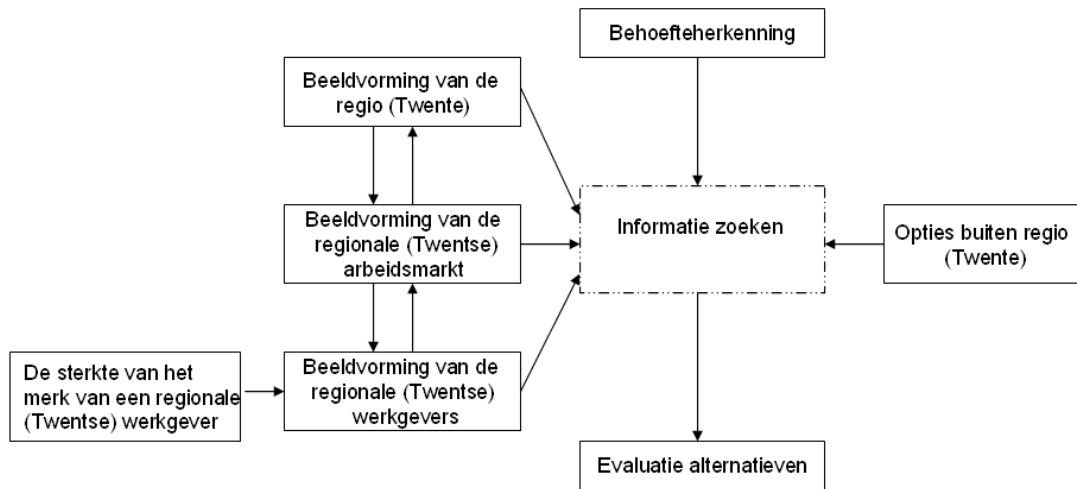 Behoefteherkenning
Beeldvorming van de
regio (Twente)
Beeldvorming van de
regionale (Twentse)
arbeidsmarkt
Informatie zoeken
Opties buiten regio
(Twente)
De sterkte van het
merk van een regionale
(Twentse) werkgever
Beeldvorming van de
regionale (Twentse)
werkgevers
Evaluatie alternatieven